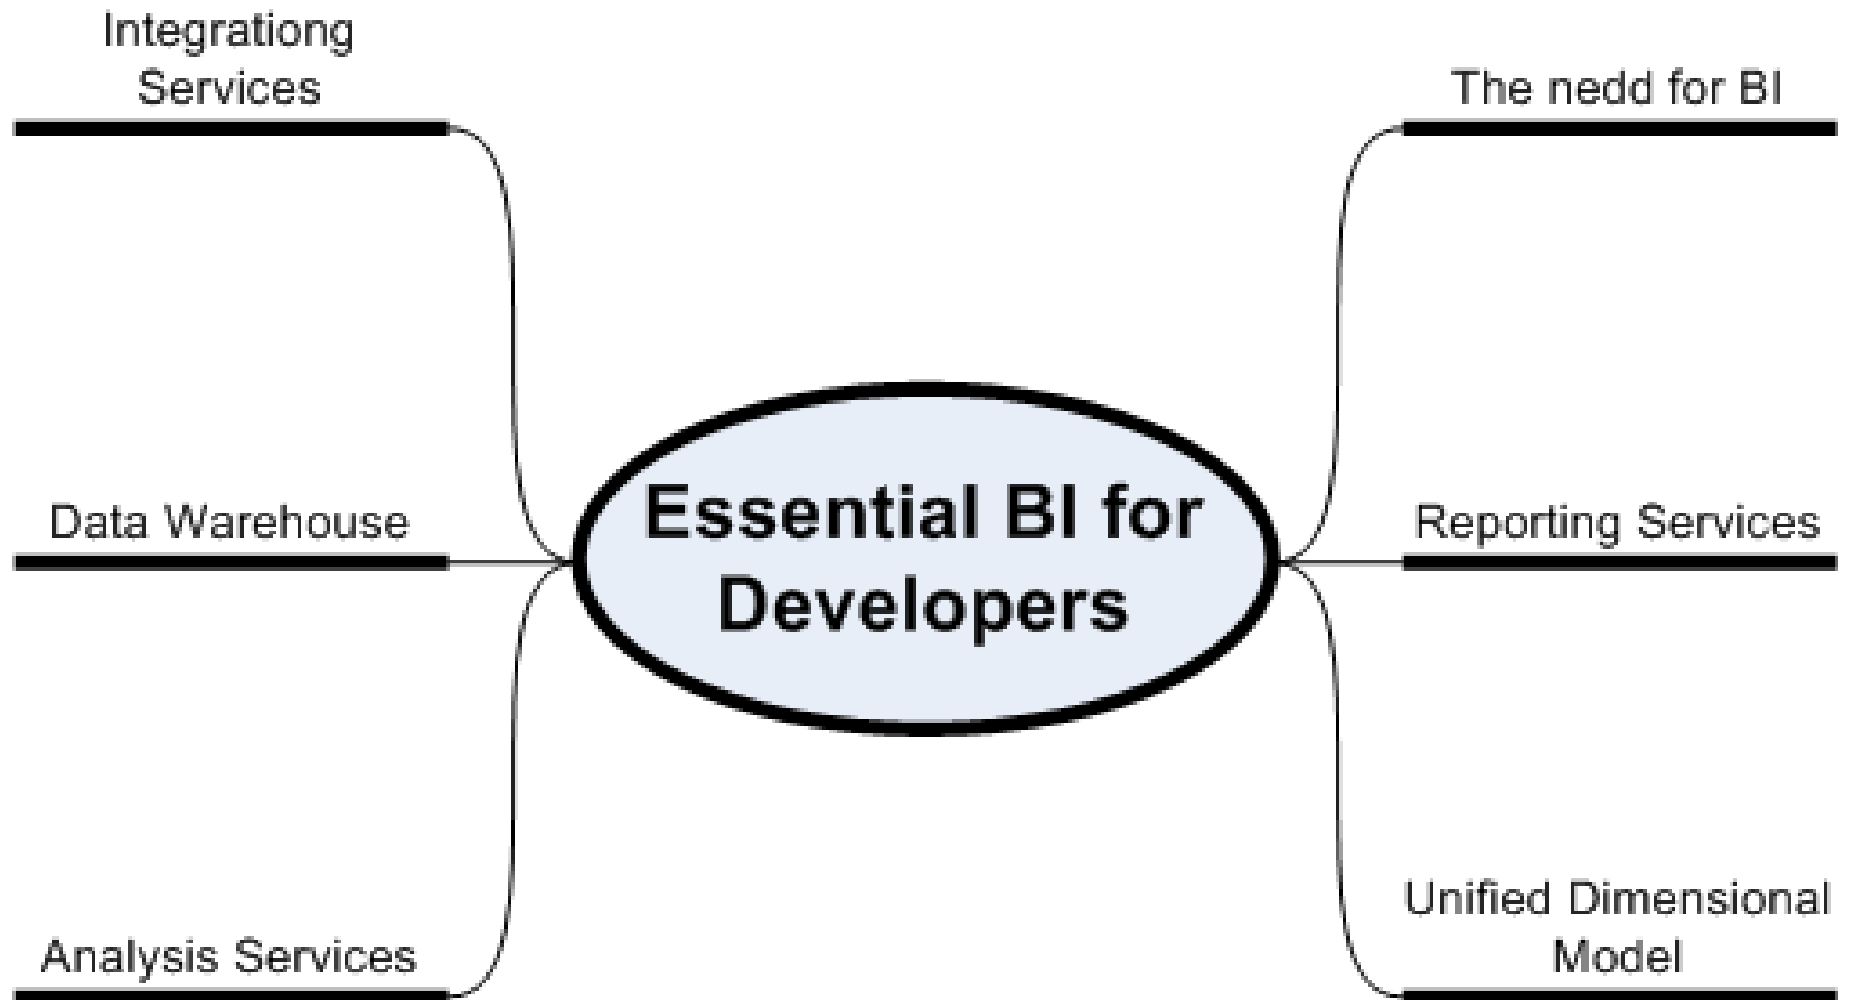 Integrationg
Services
The nedd for BI
Data Warehouse
Essential BI for
Developers
Reporting Services
Analysis Services
Unified Dimensional
Model